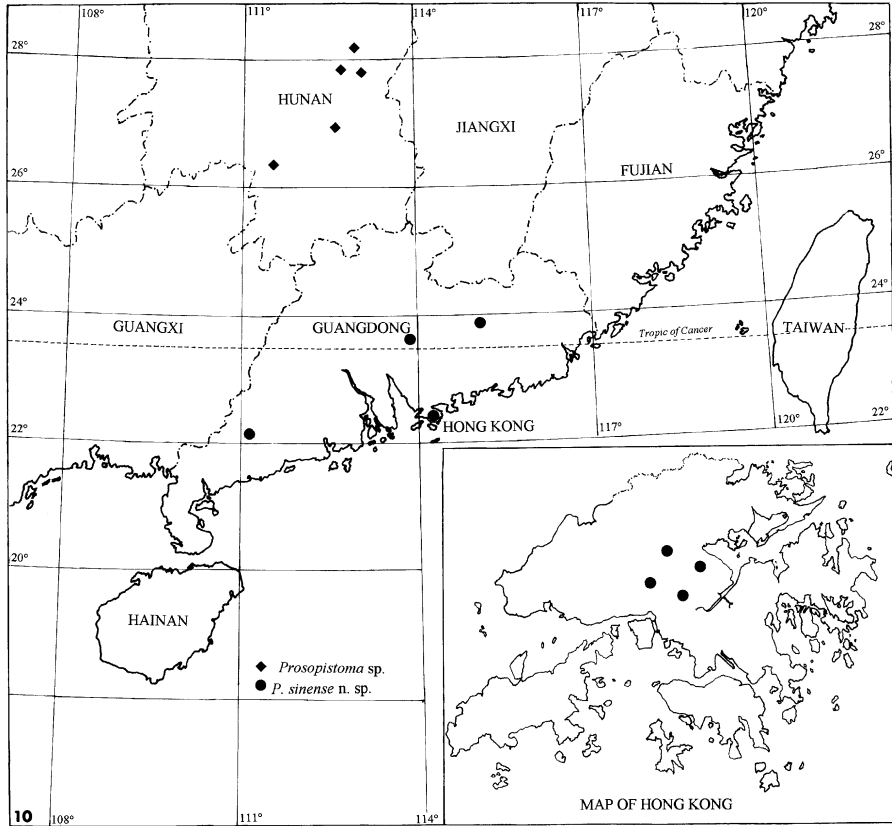 108° 111° 114° 117° 120°
28° 28°
HUNAN
JIANGXI
FUJIAN
26° 26°
24° 24°
GUANGXI GUANGDONG Tropic of Cancer TAIWAN
HONG KONG
22° 117° 120° 22°
20°
HAINAN
Prosopistoma sp.
P. sinense n. sp.
MAP OF HONG KONG
10 108° 111° 114°